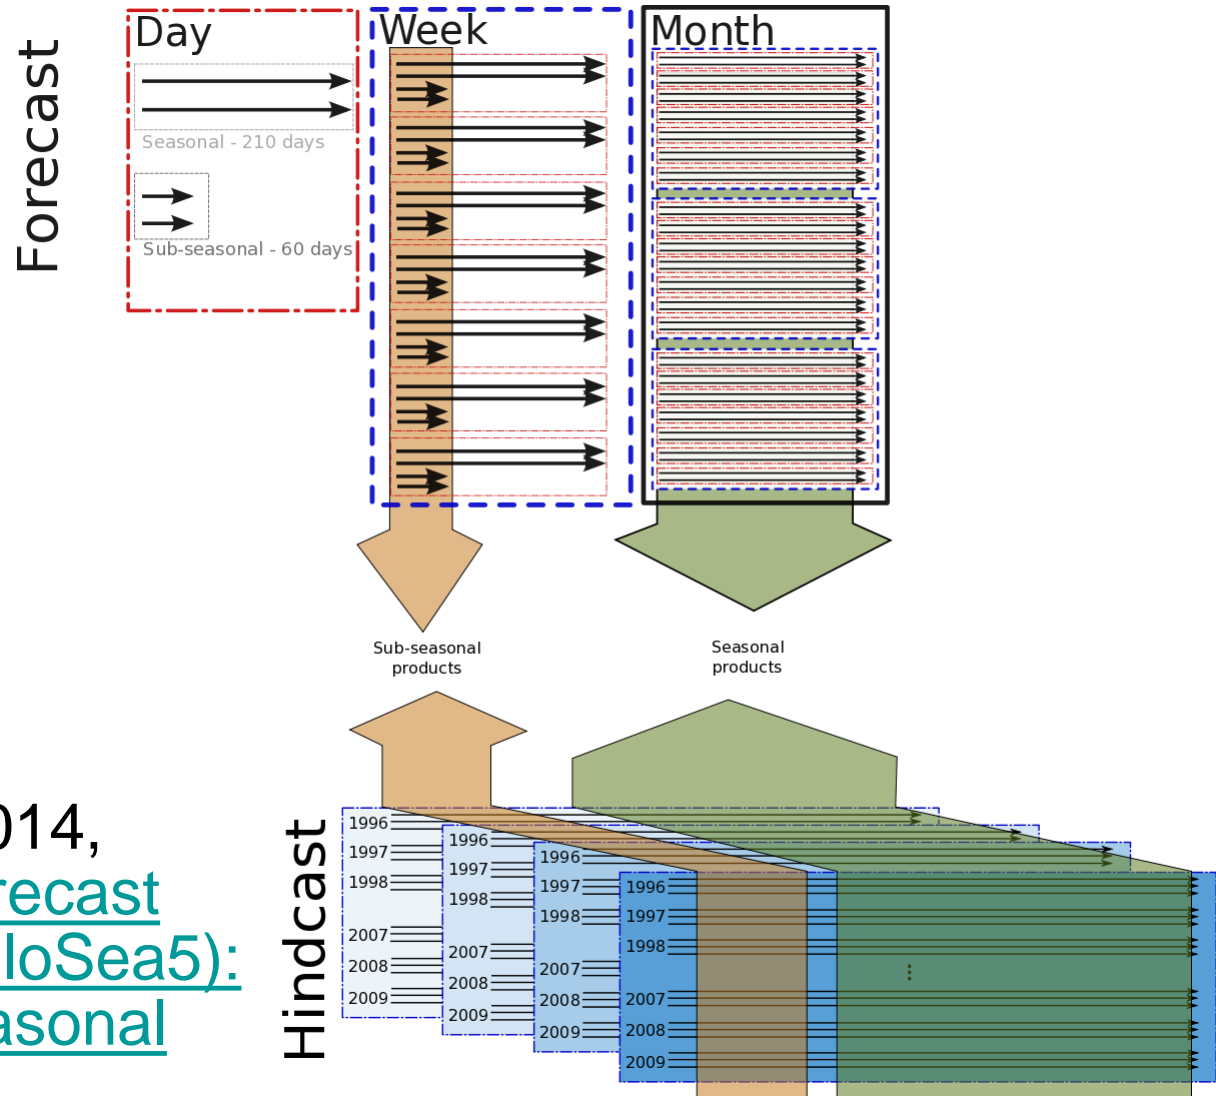 Forecast
Day
Seasonal - 210 days
Sub-seasonal - 60 days
Week
Month
Sub-seasonal
products
Seasonal
products
014,
recast
loSea5):
asonal
Hindcast
1996
1997
1998
2007
2008
2009
1996
1997
1998
2007
2008
2009
1996
1997
1998
2007
2008
2009
1996
1997
1998
2007
2008
2009